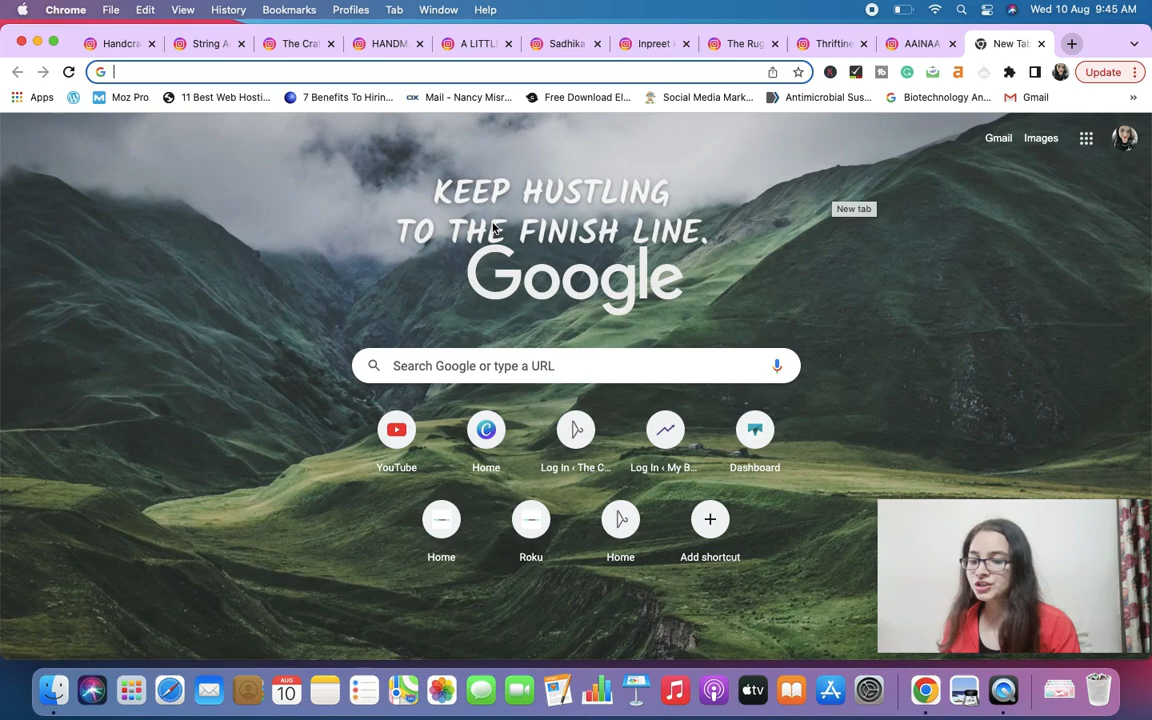 Chrome File Edit View History Bookmarks Profiles Tab Window Help Wed 10 Aug 9:45 AM
Handcra String A The Cra HANDM A LITTL Sadhika Inpreet The Rug Thriftine AAINAA New Tab
G Update
Apps Moz Pro 11 Best Web Hosti... 7 Benefits To Hirin... Mail - Nancy Misr... Free Download El... Social Media Mark... Antimicrobial Sus... Biotechnology An... Gmail »
Gmail Images
KEEP HUSTLING
New tab
TO THE FINISH LINE.
Google
Search Google or type a URL
YouTube Home Log In ‹ The C... Log In ‹ My B... Dashboard
Home Roku Home Add shortcut
AUG
10
tv